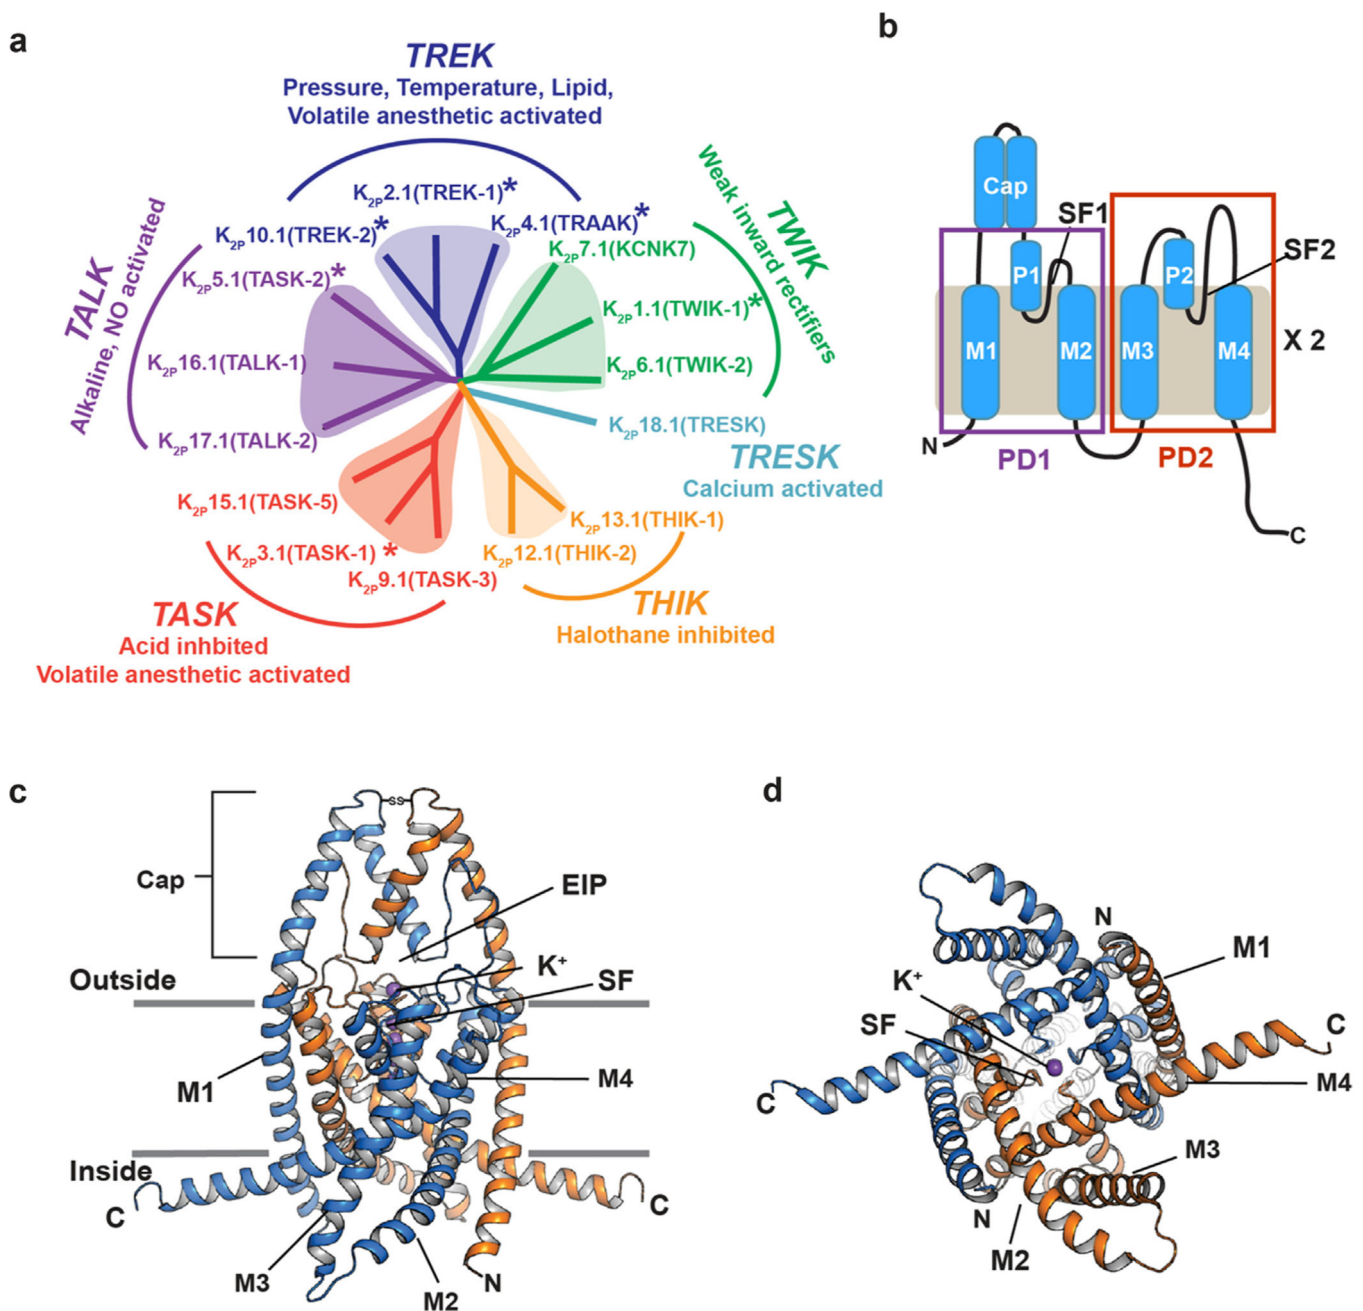 a
TREK
Pressure, Temperature, Lipid,
Volatile anesthetic activated
K2P2.1(TREK-1)*
K2P10.1(TREK-2)*
K2P4.1(TRAAK)*
TWIK
Weak inward rectifiers
K2P7.1(KCNK7)
K2P1.1(TWIK-1)*
K2P6.1(TWIK-2)
TALK
Alkaline, NO activated
K2P5.1(TASK-2)*
K2P16.1(TALK-1)
K2P17.1(TALK-2)
K2P18.1(TRESK)
TRESK
Calcium activated
K2P15.1(TASK-5)
K2P3.1(TASK-1)*
K2P9.1(TASK-3)
TASK
Acid inhbited
Volatile anesthetic activated
K2P13.1(THIK-1)
K2P12.1(THIK-2)
THIK
Halothane inhibited
b
Cap
SF1
SF2
P1
P2
M1
M2
M3
M4
X 2
N
PD1
PD2
C
c
ss
Cap
EIP
K+
SF
Outside
M1
M4
Inside
C
C
M3
M2
N
d
N
M1
K+
SF
C
C
M4
M3
N
M2